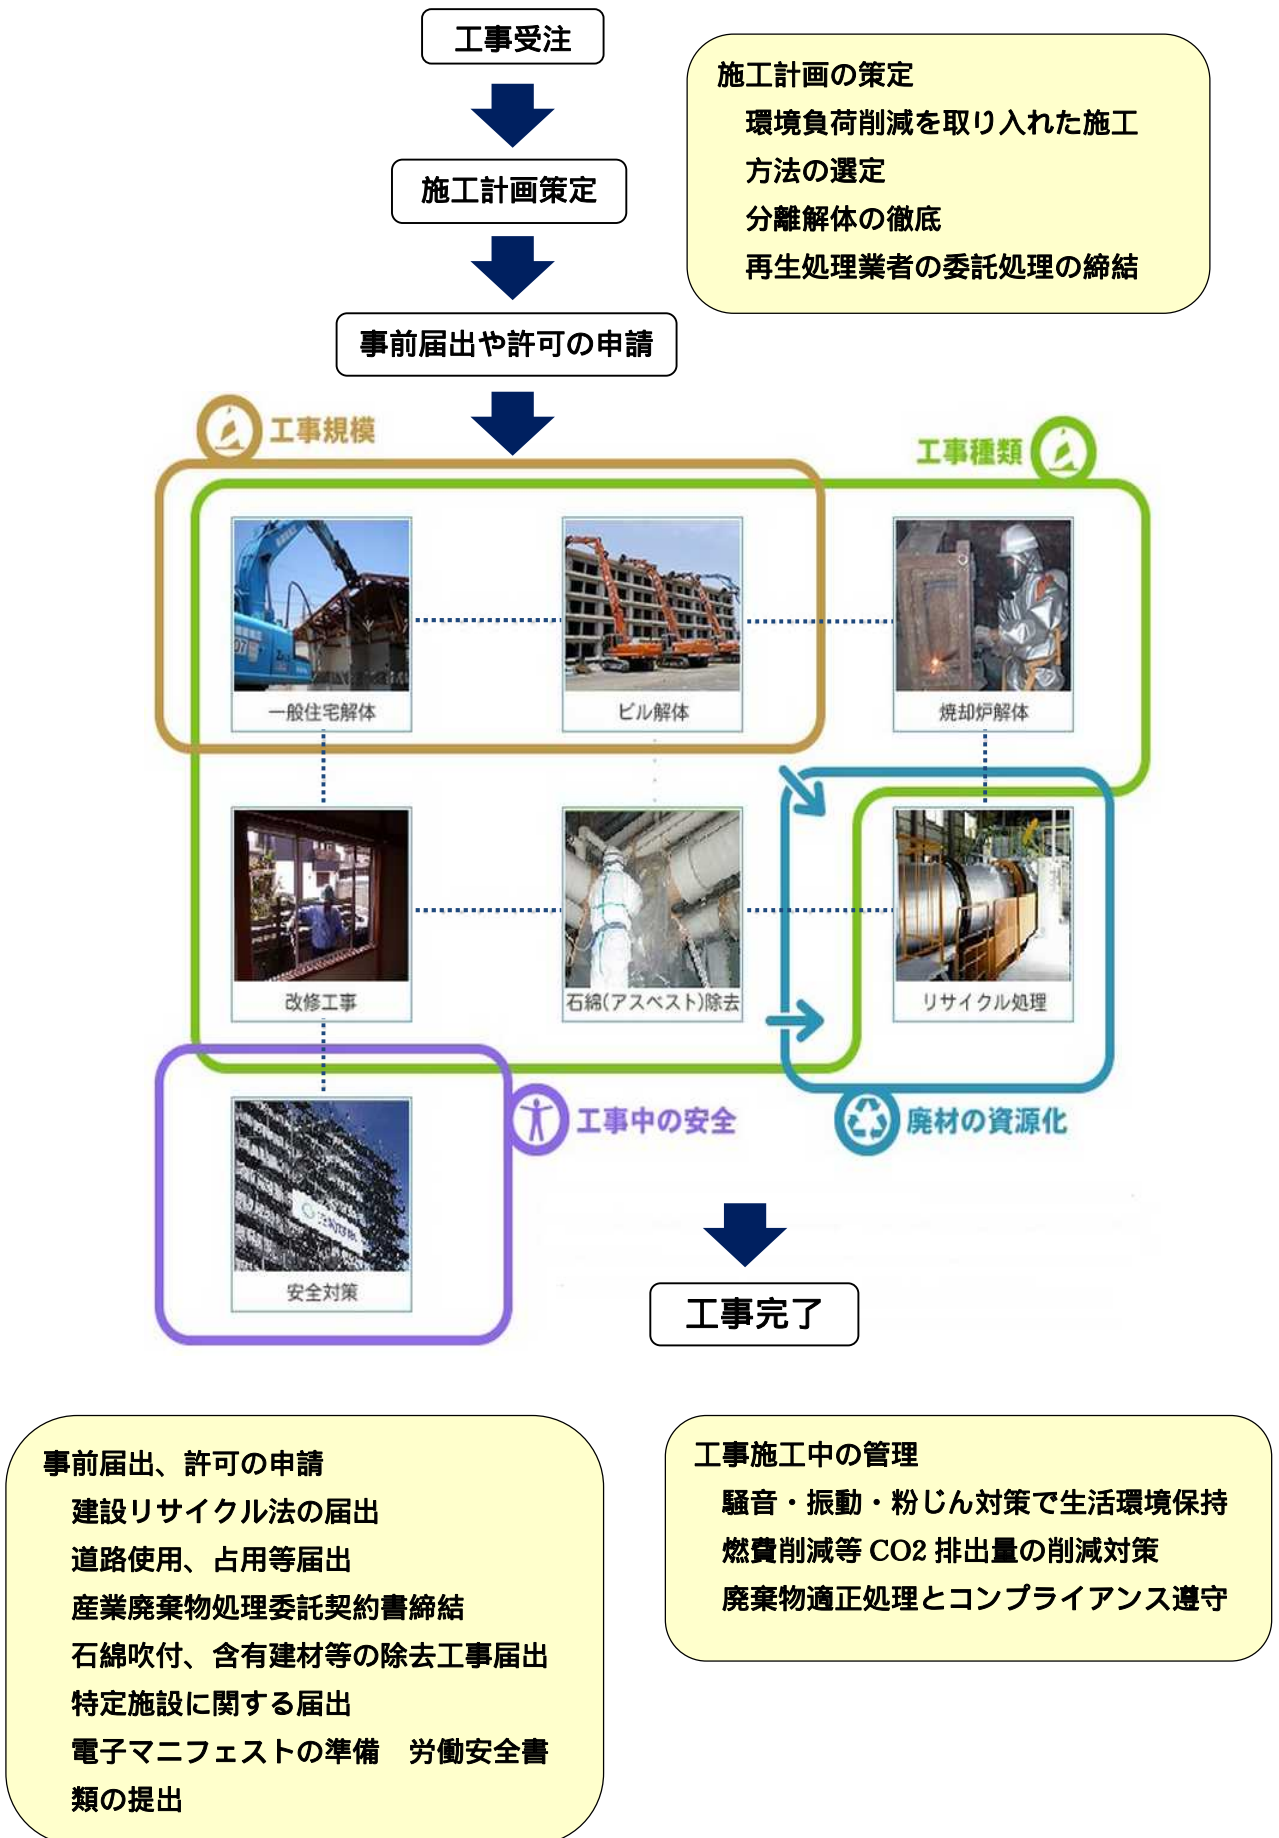 工事受注
施工計画の策定
環境負荷削減を取り入れた施工
方法の選定
分離解体の徹底
再生処理業者の委託処理の締結
施工計画策定
事前届出や許可の申請
工事規模
工事種類
一般住宅解体
ビル解体
焼却炉解体
改修工事
石綿(アスベスト)除去
リサイクル処理
工事中の安全
廃材の資源化
安全対策
工事完了
事前届出、許可の申請
建設リサイクル法の届出
道路使用、占用等届出
産業廃棄物処理委託契約書締結
石綿吹付、含有建材等の除去工事届出
特定施設に関する届出
電子マニフェストの準備　労働安全書
類の提出
工事施工中の管理
騒音・振動・粉じん対策で生活環境保持
燃費削減等 CO2 排出量の削減対策
廃棄物適正処理とコンプライアンス遵守